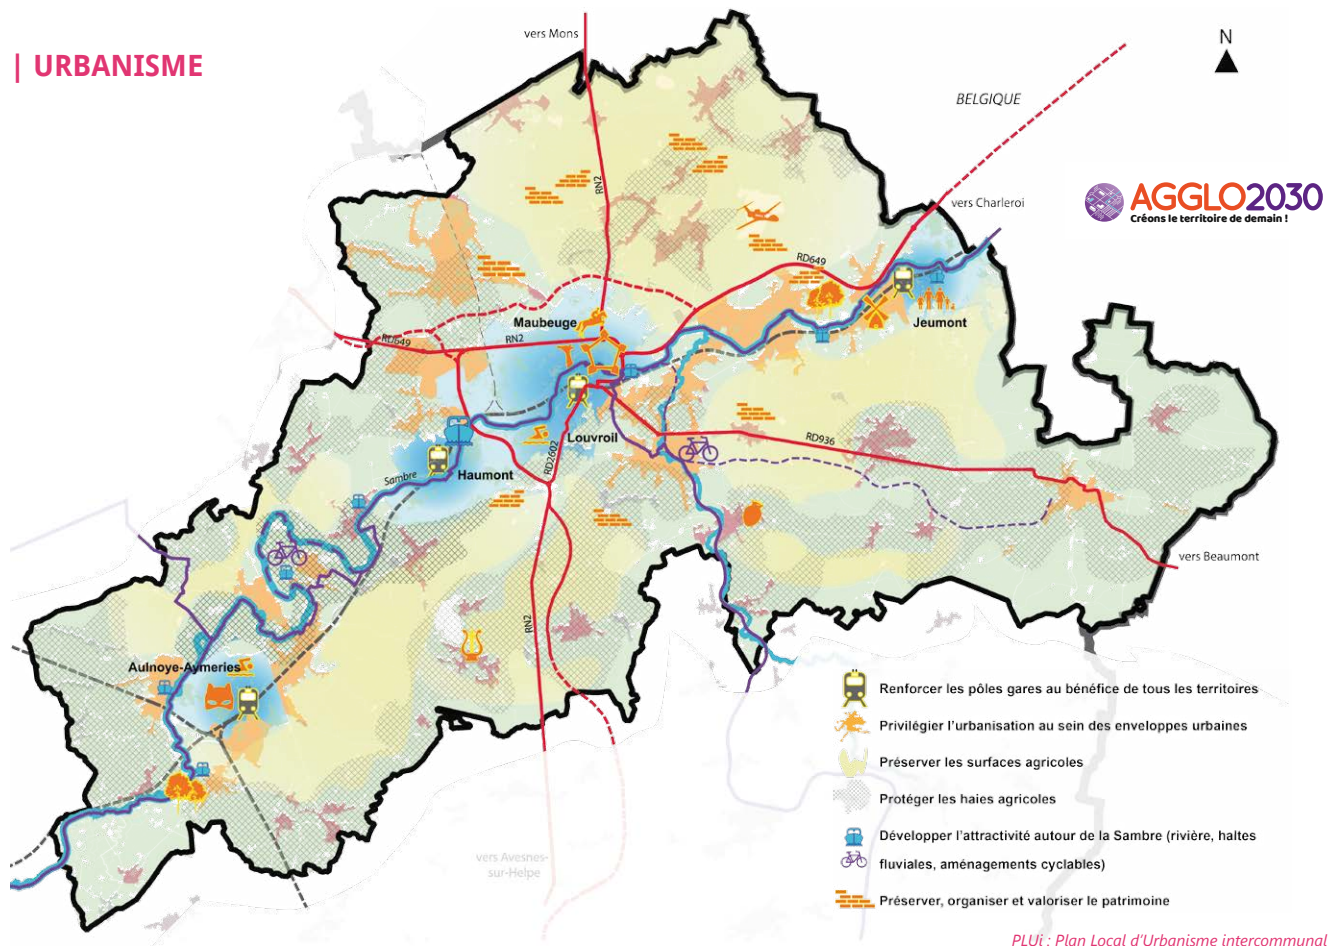 | URBANISME
vers Mons
N
BELGIQUE
AGGLO2030
Créons le territoire de demain !
vers Charleroi
RN2
RD649
Maubeuge
Jeumont
RD649
RN2
Louvroil
RD936
RD2602
Haumont
Sambre
vers Beaumont
RN2
Aulnoye-Aymeries
vers Avesnes-
sur-Helpe
Renforcer les pôles gares au bénéfice de tous les territoires
Privilégier l'urbanisation au sein des enveloppes urbaines
Préserver les surfaces agricoles
Protéger les haies agricoles
Développer l'attractivité autour de la Sambre (rivière, haltes
fluviales, aménagements cyclables)
Préserver, organiser et valoriser le patrimoine
PLUi : Plan Local d'Urbanisme intercommunal